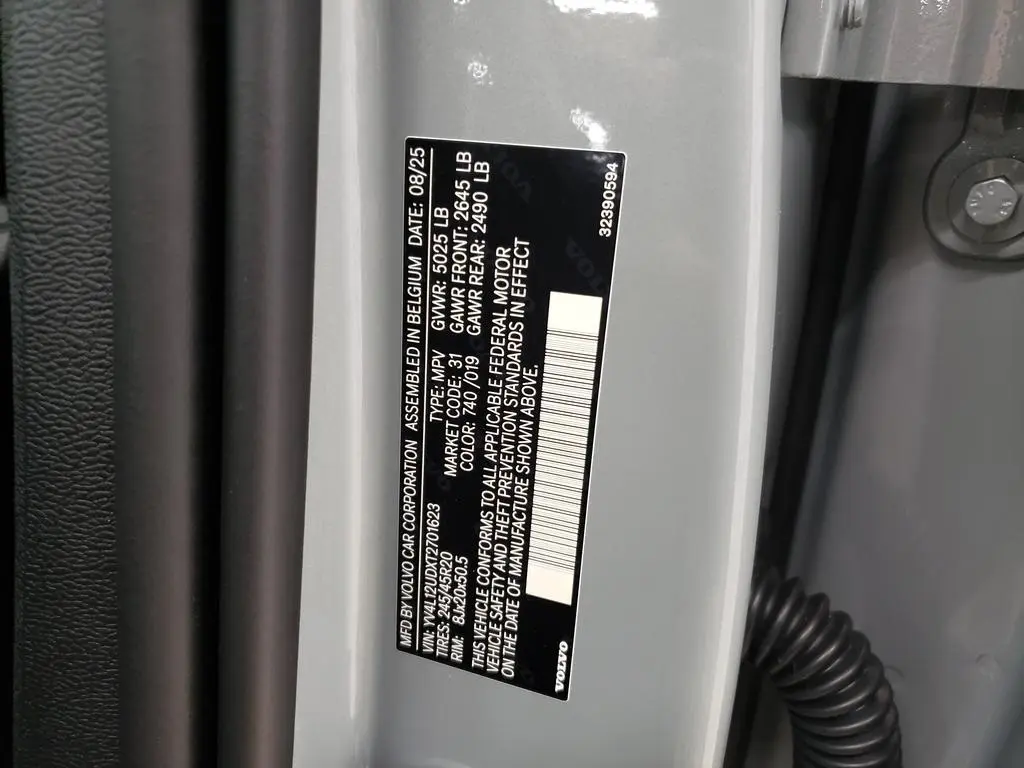 MFD BY VOLVO CAR CORPORATION ASSEMBLED IN BELGIUM DATE: 08/25
VIN: YV4L12UDXT2701623 TYPE: MPV GVWR: 5025 LB
TIRES: 245/45R20 MARKET CODE: 31 GAWR FRONT: 2645 LB
RIM: 8Jx20x50.5 COLOR: 740 /019 GAWR REAR: 2490 LB
THIS VEHICLE CONFORMS TO ALL APPLICABLE FEDERAL MOTOR
VEHICLE SAFETY AND THEFT PREVENTION STANDARDS IN EFFECT
ON THE DATE OF MANUFACTURE SHOWN ABOVE.
VOLVO
32390594